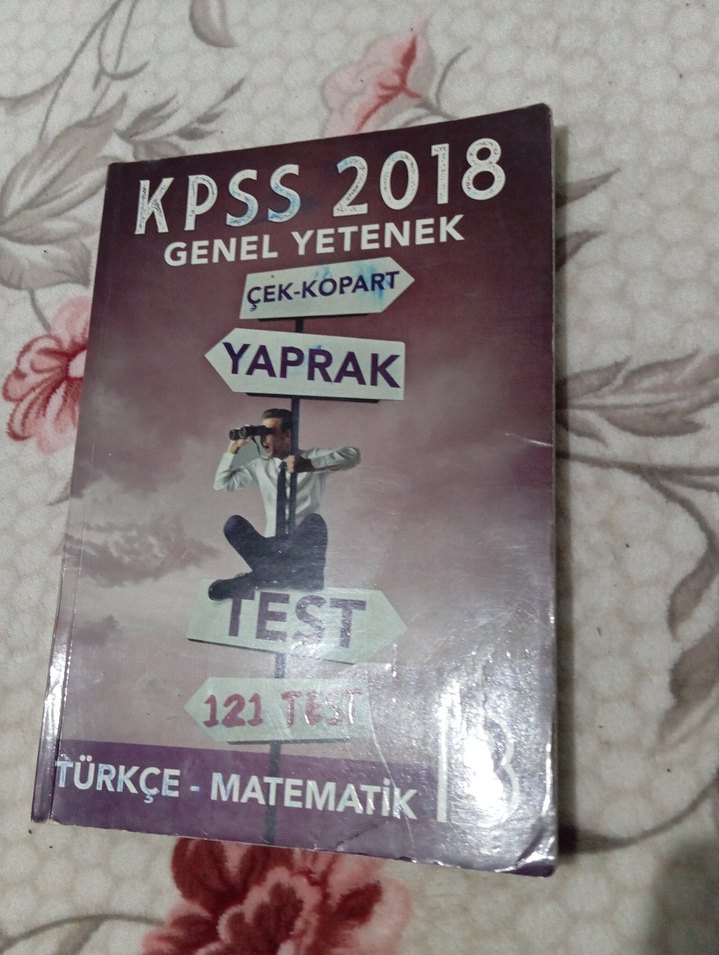 KPSS 2018
GENEL YETENEK
ÇEK-KOPART
YAPRAK
TEST
121 TEST
TÜRKÇE - MATEMATİK